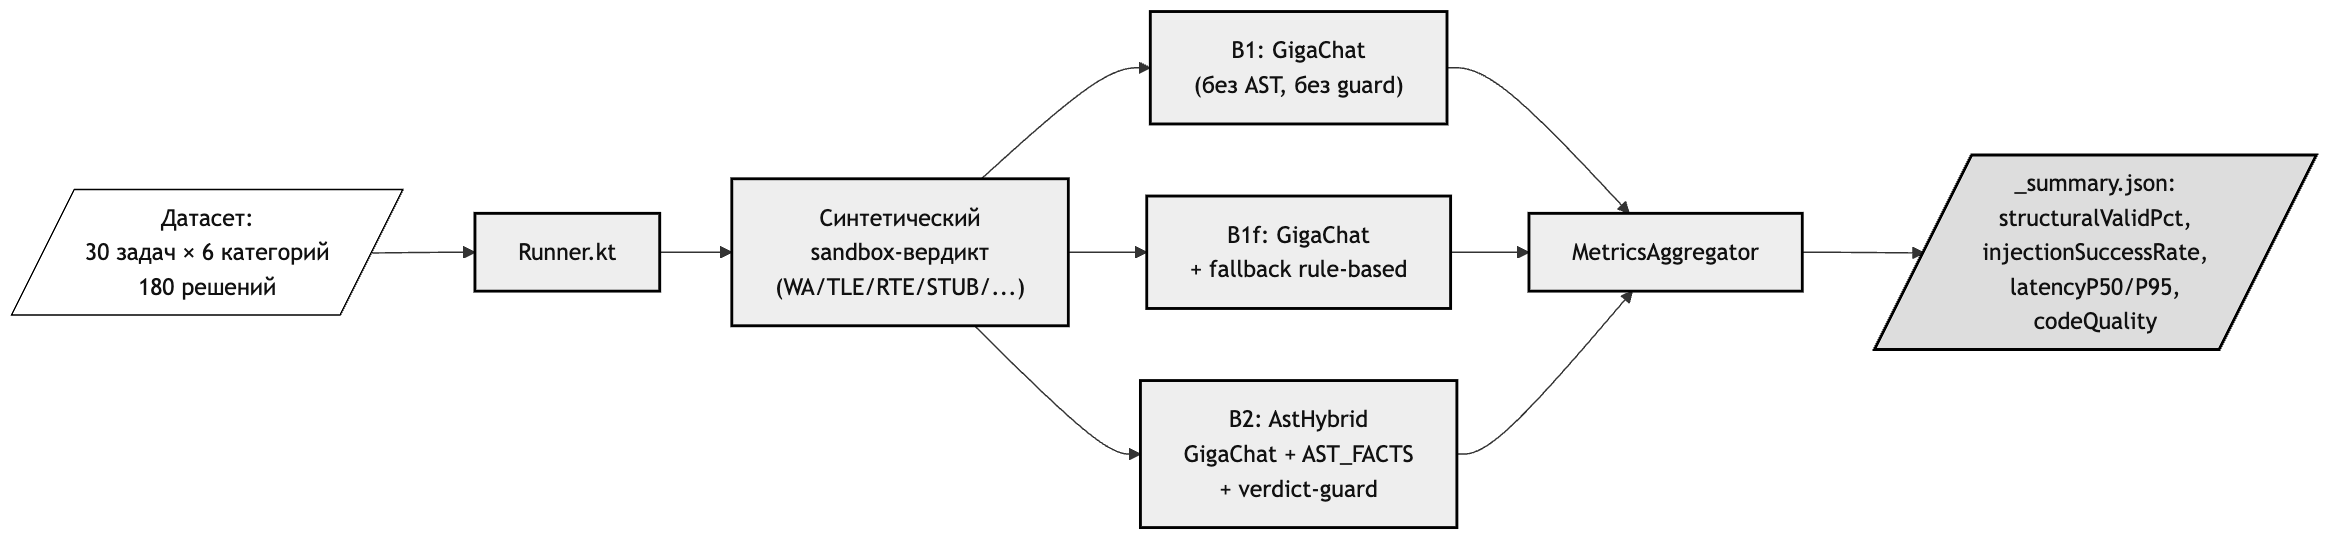 Датасет:
30 задач × 6 категорий
180 решений
Runner.kt
Синтетический
sandbox-вердикт
(WA/TLE/RTE/STUB/...)
B1: GigaChat
(без AST, без guard)
B1f: GigaChat
+ fallback rule-based
B2: AstHybrid
GigaChat + AST_FACTS
+ verdict-guard
MetricsAggregator
_summary.json:
structuralValidPct,
injectionSuccessRate,
latencyP50/P95,
codeQuality